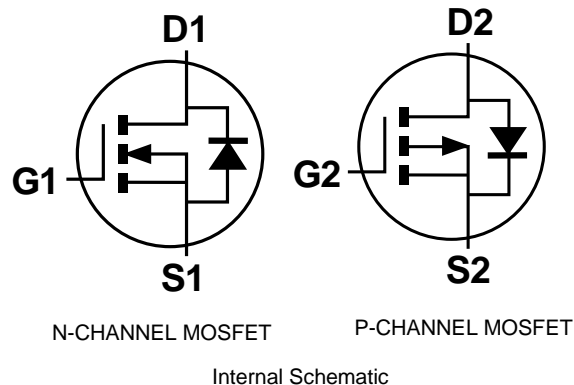 D1
D2
G1
G2
S1
S2
N-CHANNEL MOSFET
P-CHANNEL MOSFET
Internal Schematic